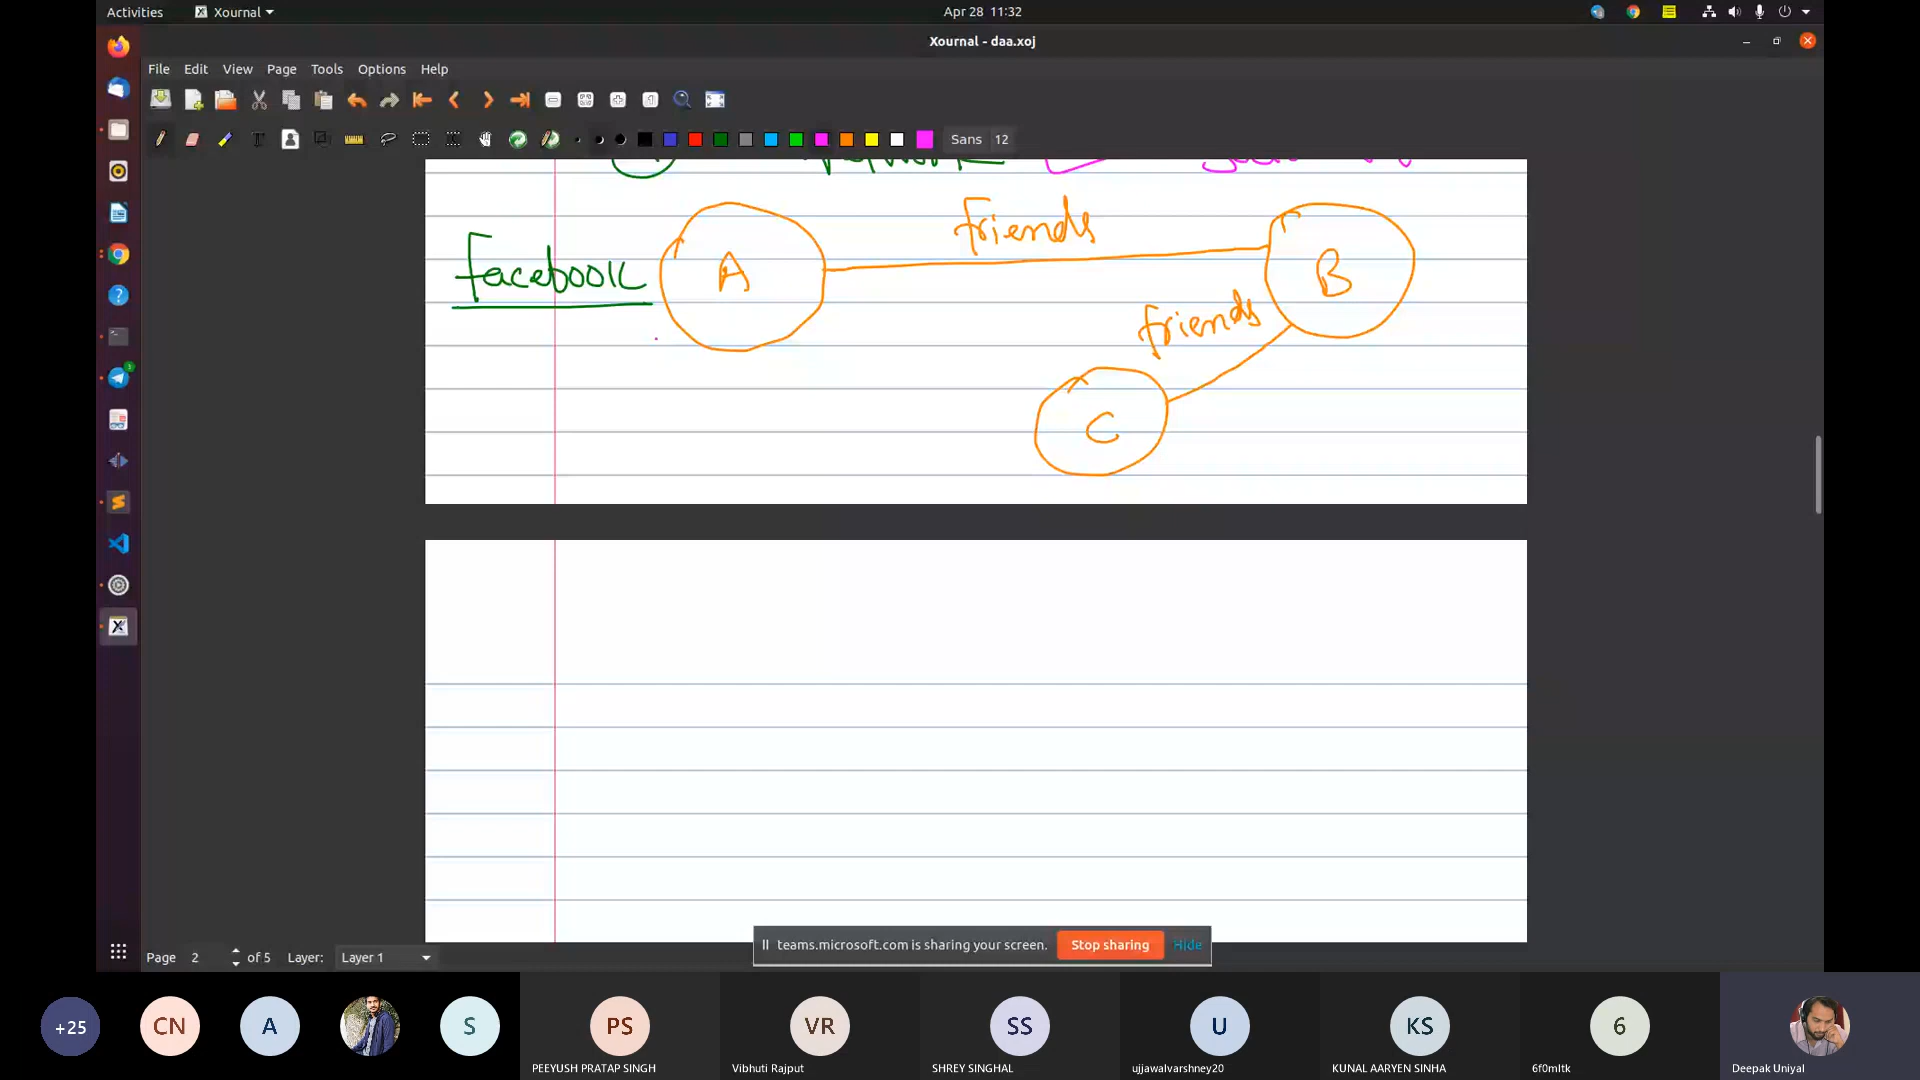 Activities Xournal Apr 28 11:32
Xournal - daa.xoj
File Edit View Page Tools Options Help
Sans 12
friends
Facebook A B
friends
C
Page 2 of 5 Layer: Layer 1
teams.microsoft.com is sharing your screen. Stop sharing Hide
+25 CN A S PS VR SS U KS 6
PEEYUSH PRATAP SINGH Vibhuti Rajput SHREY SINGHAL ujjawalvarshney20 KUNAL AARYEN SINHA 6f0mltk Deepak Uniyal